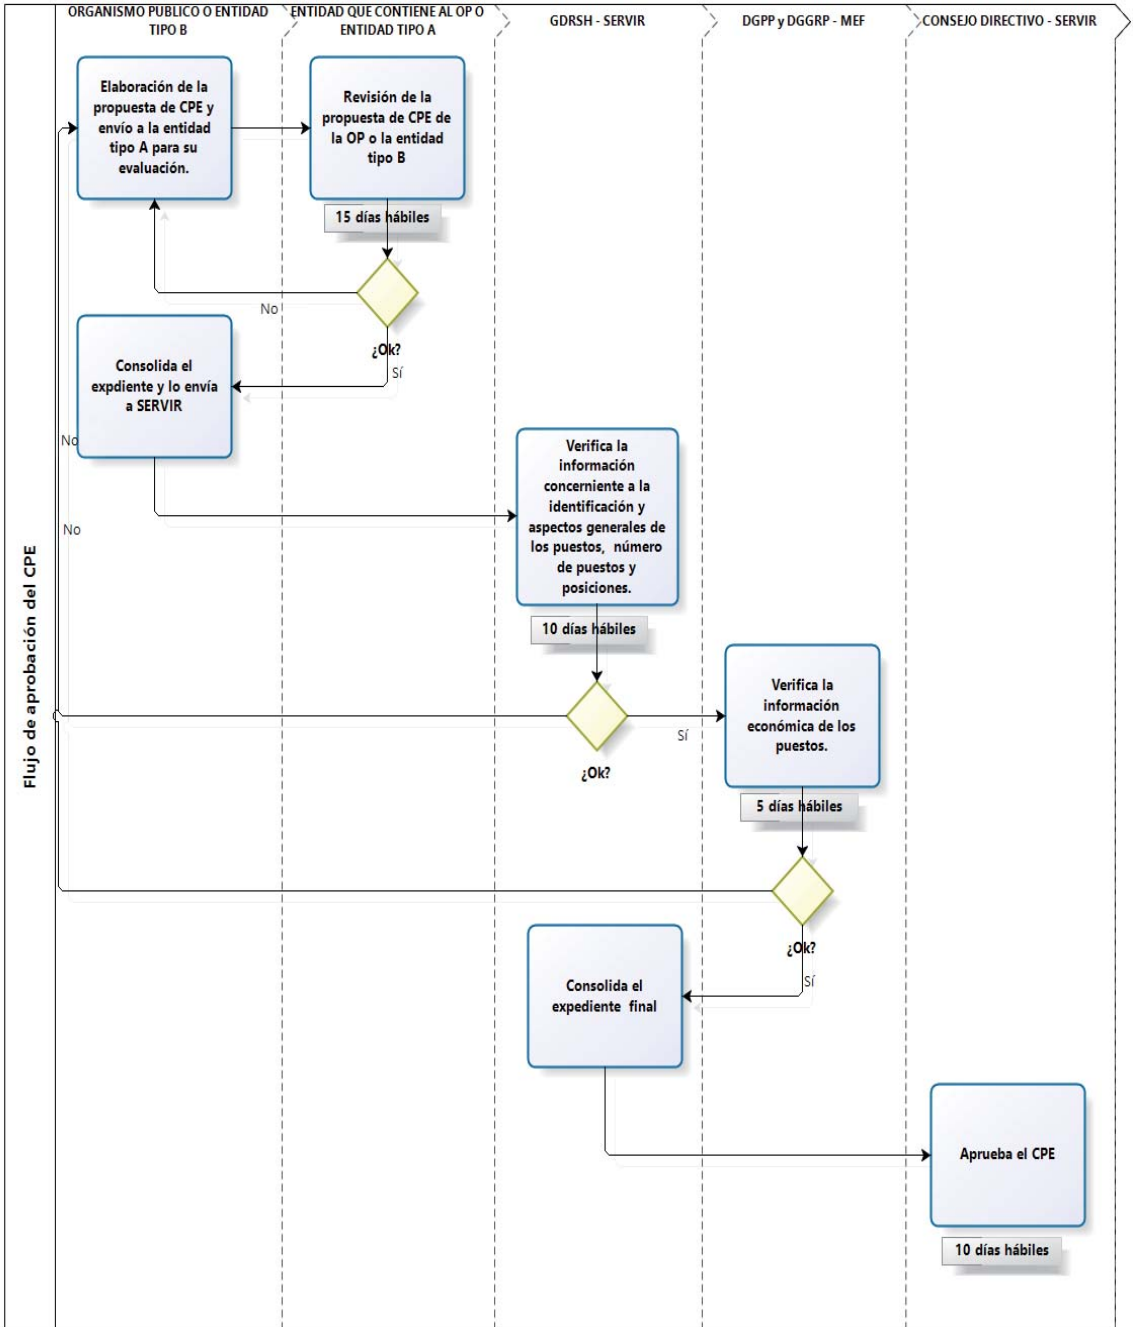 ORGANISMO PUBLICO O ENTIDAD
TIPO B
ENTIDAD QUE CONTIENE AL OP O
ENTIDAD TIPO A
GDRSH - SERVIR
DGPP y DGGRP - MEF
CONSEJO DIRECTIVO - SERVIR
Flujo de aprobación del CPE
Elaboración de la
propuesta de CPE y
envío a la entidad
tipo A para su
evaluación.
Revisión de la
propuesta de CPE de
la OP o la entidad
tipo B
15 días hábiles
No
¿Ok?
Sí
Consolida el
expdiente y lo envía
a SERVIR
No
No
Verifica la
información
concerniente a la
identificación y
aspectos generales de
los puestos, número
de puestos y
posiciones.
10 días hábiles
Sí
¿Ok?
Verifica la
información
económica de los
puestos.
5 días hábiles
¿Ok?
Sí
Consolida el
expediente final
Aprueba el CPE
10 días hábiles